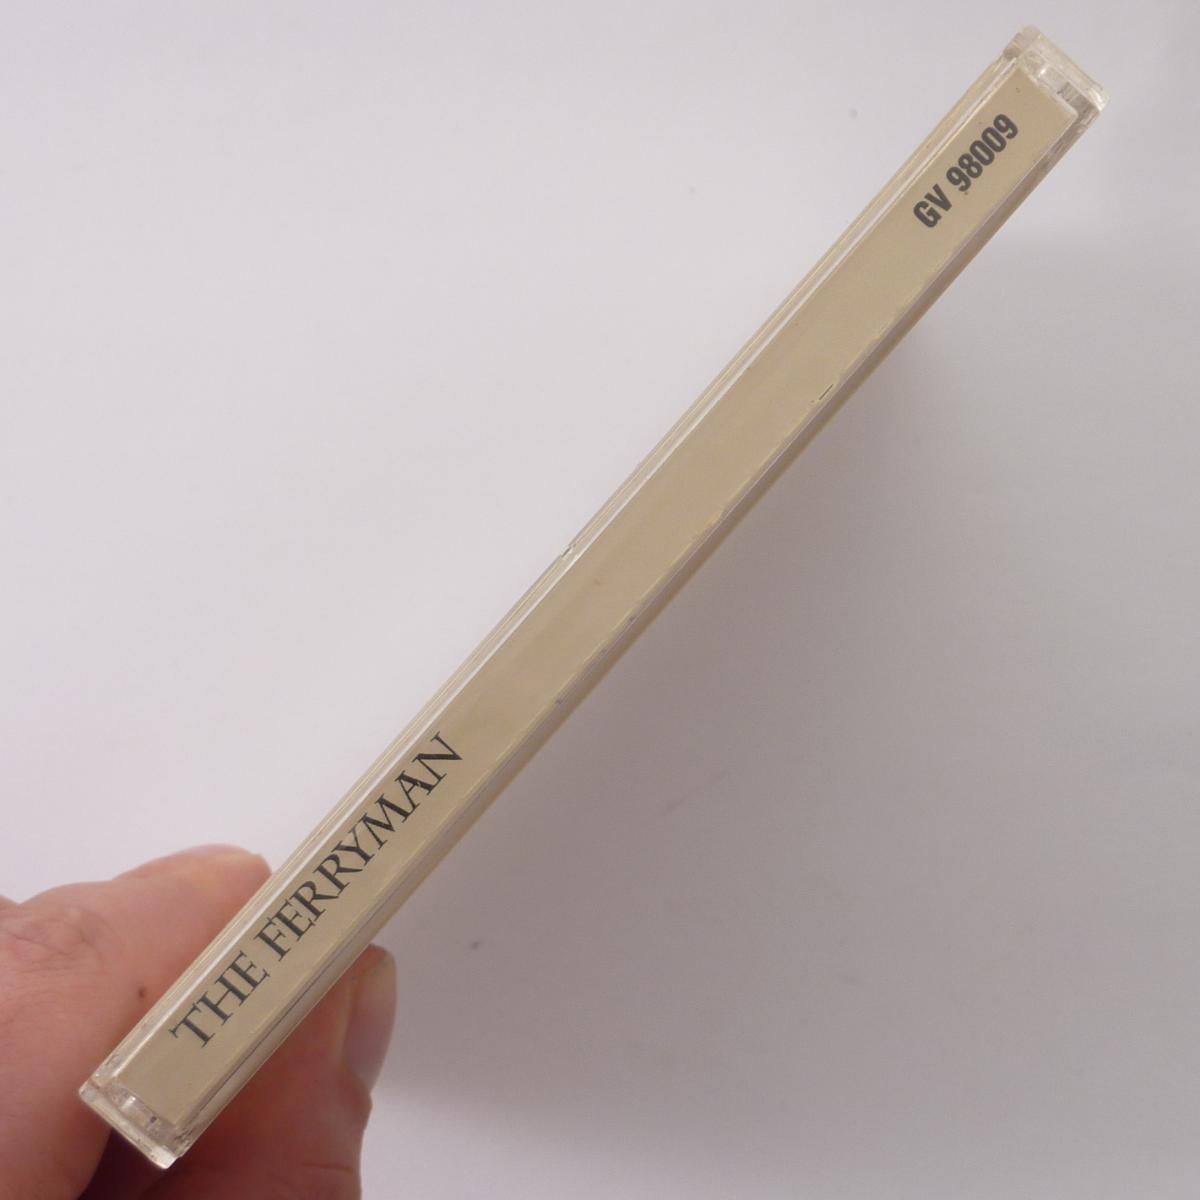 THE FERRYMAN
GV 98009